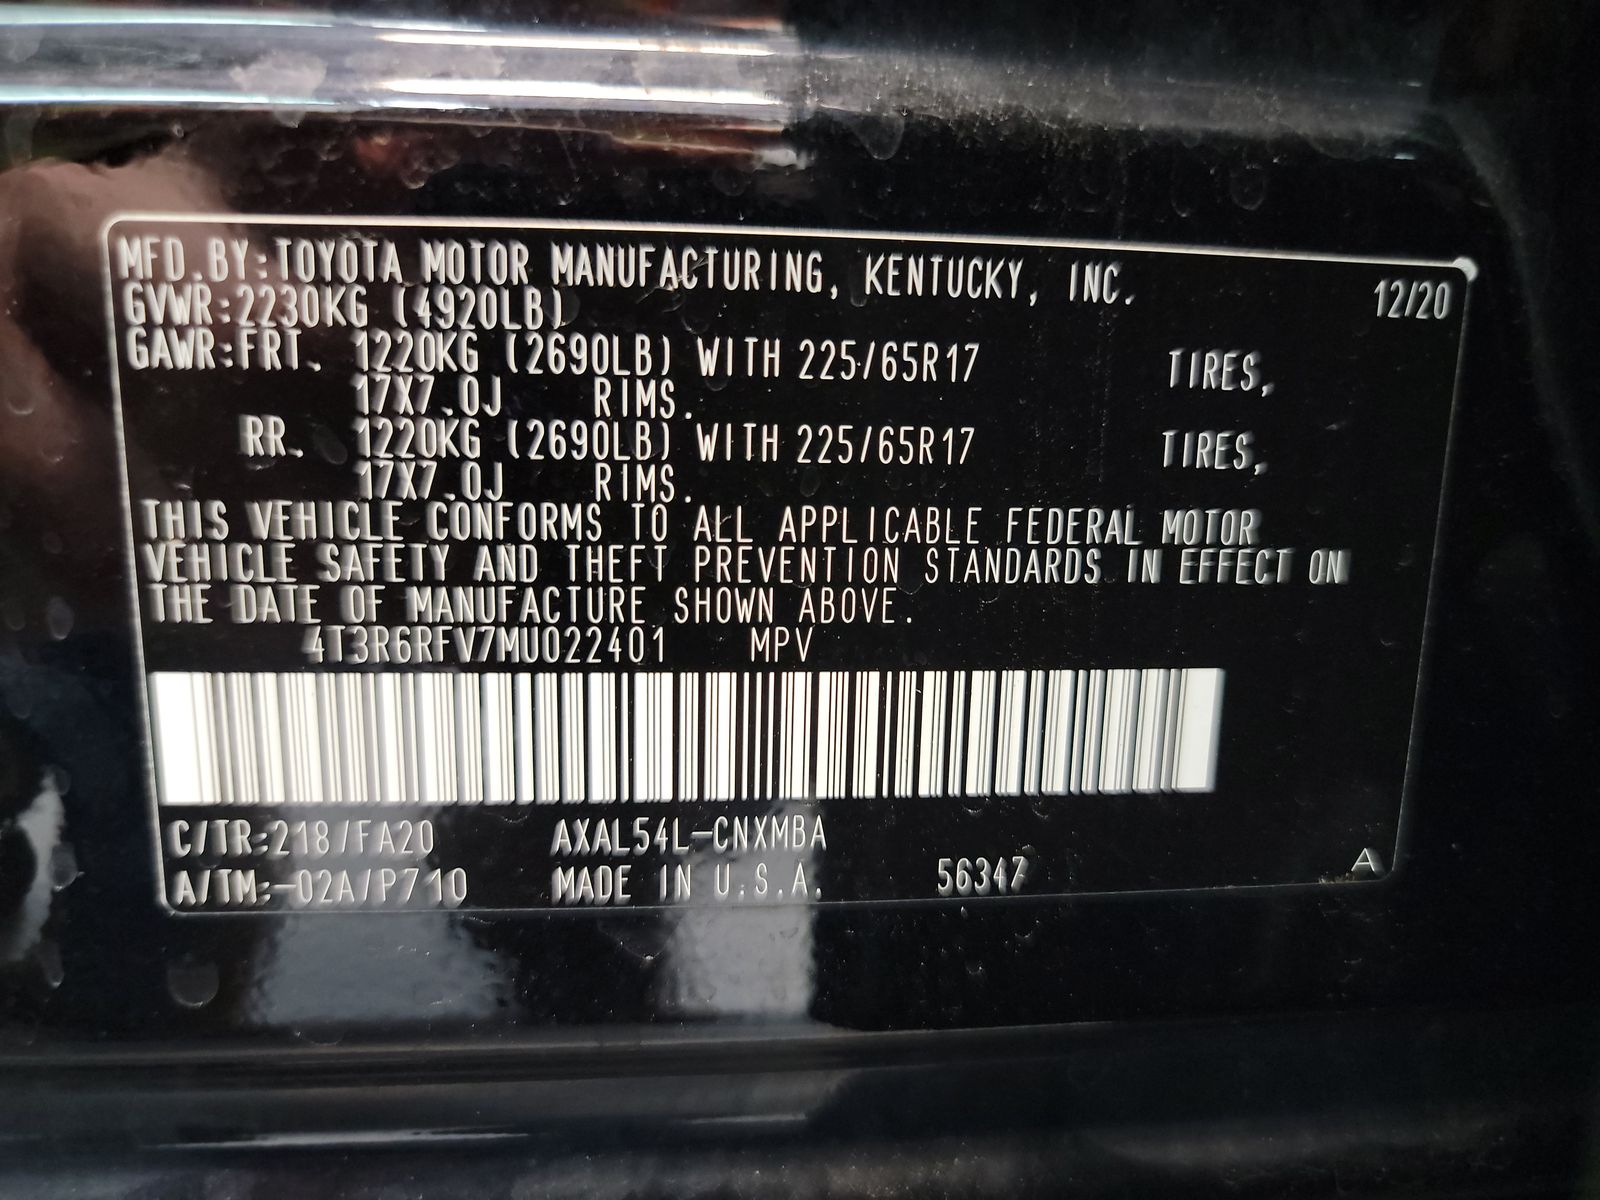 MFD.BY:TOYOTA MOTOR MANUFACTURING, KENTUCKY, INC. 12/20
GVWR:2230KG (4920LB)
GAWR:FRT. 1220KG (2690LB) WITH 225/65R17 TIRES,
17X7.0J RIMS.
RR. 1220KG (2690LB) WITH 225/65R17 TIRES,
17X7.0J RIMS.
THIS VEHICLE CONFORMS TO ALL APPLICABLE FEDERAL MOTOR
VEHICLE SAFETY AND THEFT PREVENTION STANDARDS IN EFFECT ON
THE DATE OF MANUFACTURE SHOWN ABOVE.
4T3R6RFV7MU022401 MPV
C/TR:218/FA20 AXAL54L-CNXMBA
A/TM:-02A/P710 MADE IN U.S.A. 56347 A